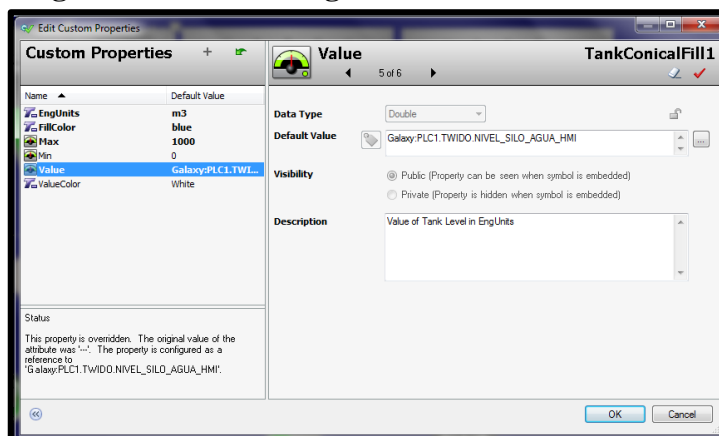 Edit Custom Properties
Custom Properties
Name Default Value
EngUnits m3
FillColor blue
Max 1000
Min 0
Value Galaxy:PLC1.TWI...
ValueColor White
Status
This property is overridden. The original value of the
attribute was '---'. The property is configured as a
reference to
'Galaxy:PLC1.TWIDO.NIVEL_SILO_AGUA_HMI'.
Value TankConicalFill1
5 of 6
Data Type Double
Default Value Galaxy:PLC1.TWIDO.NIVEL_SILO_AGUA_HMI ...
Visibility Public (Property can be seen when symbol is embedded)
Private (Property is hidden when symbol is embedded)
Description Value of Tank Level in EngUnits
OK Cancel